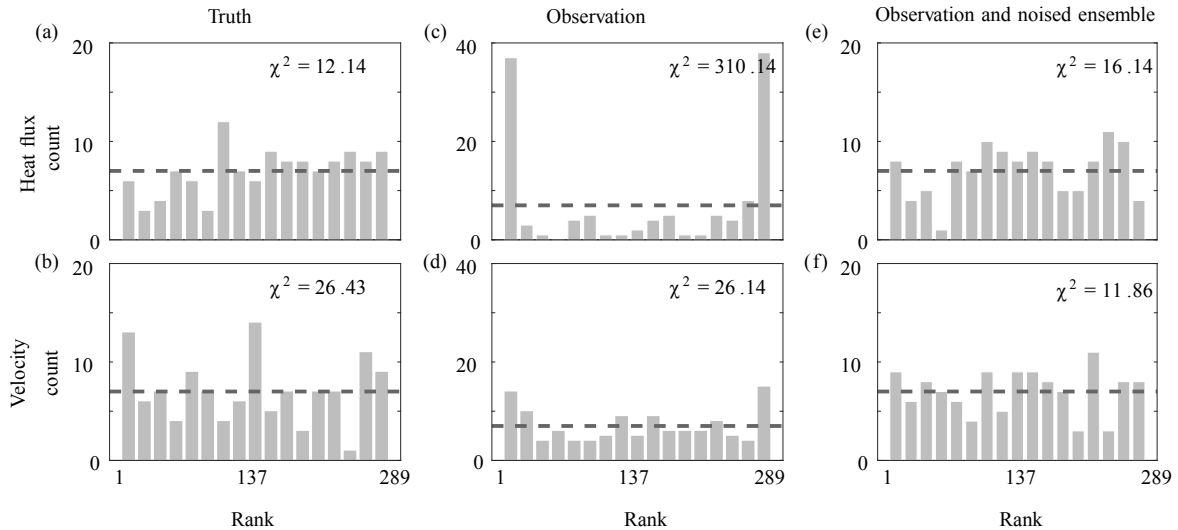 Truth
Observation
Observation and noised ensemble
(a)
(c)
(e)
20
10
0
Heat flux
count
χ² = 12 .14
40
20
0
χ² = 310 .14
20
10
0
χ² = 16 .14
(b)
(d)
(f)
20
10
0
Velocity
count
χ² = 26 .43
40
20
0
χ² = 26 .14
20
10
0
χ² = 11 .86
1 137 289
1 137 289
1 137 289
Rank
Rank
Rank